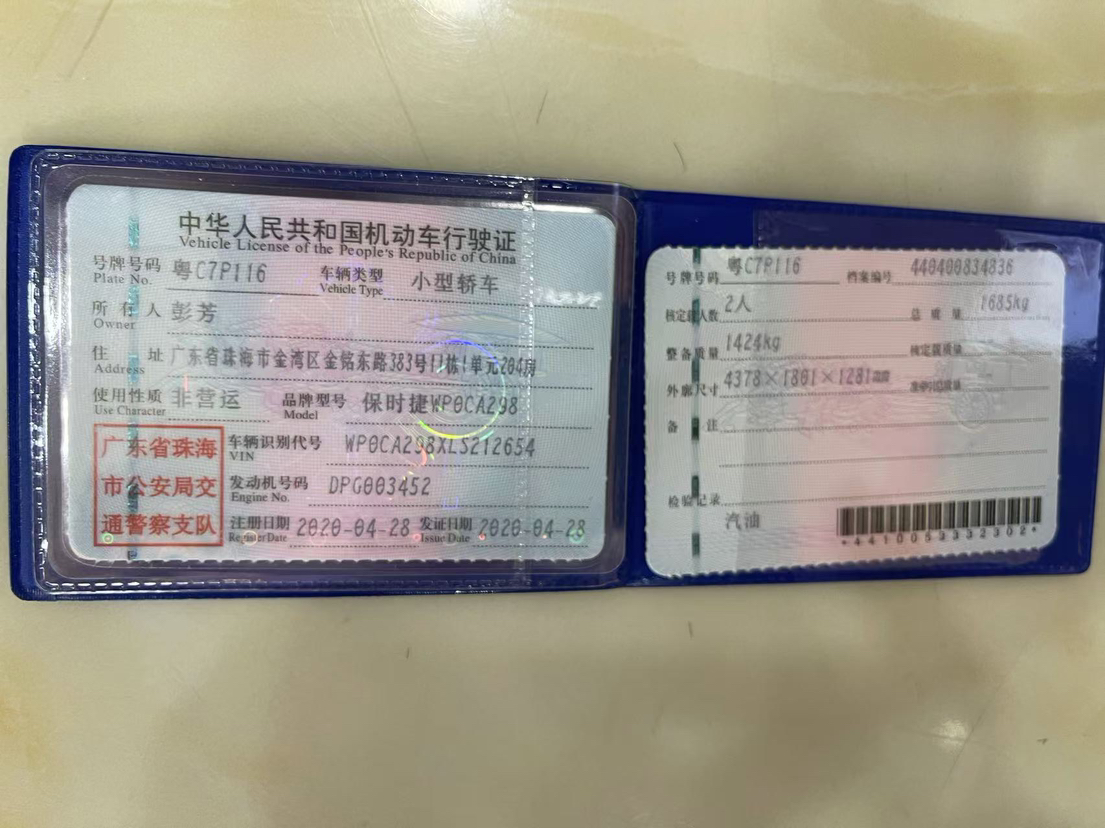 中华人民共和国机动车行驶证
Vehicle License of the People's Republic of China
号牌号码 粤C7P116 车辆类型 小型轿车
Plate No. Vehicle Type
所有人 彭芳
Owner
住址 广东省珠海市金湾区金铭东路383号11栋1单元204房
Address
使用性质 非营运 品牌型号 保时捷WP0CA298
Use Character Model
广东省珠海
市公安局交
通警察支队
车辆识别代号 WP0CA298XLS212654
VIN
发动机号码 DPG003452
Engine No.
注册日期 2020-04-28 发证日期 2020-04-28
Register Date Issue Date
号牌号码 粤C7P116 档案编号 440400834836
核定载人数 2人 总质量 1685kg
整备质量 1424kg 核定载质量
外廓尺寸 4378×1801×1281mm 准牵引总质量
备注
检验记录
汽油
*4410053332302*